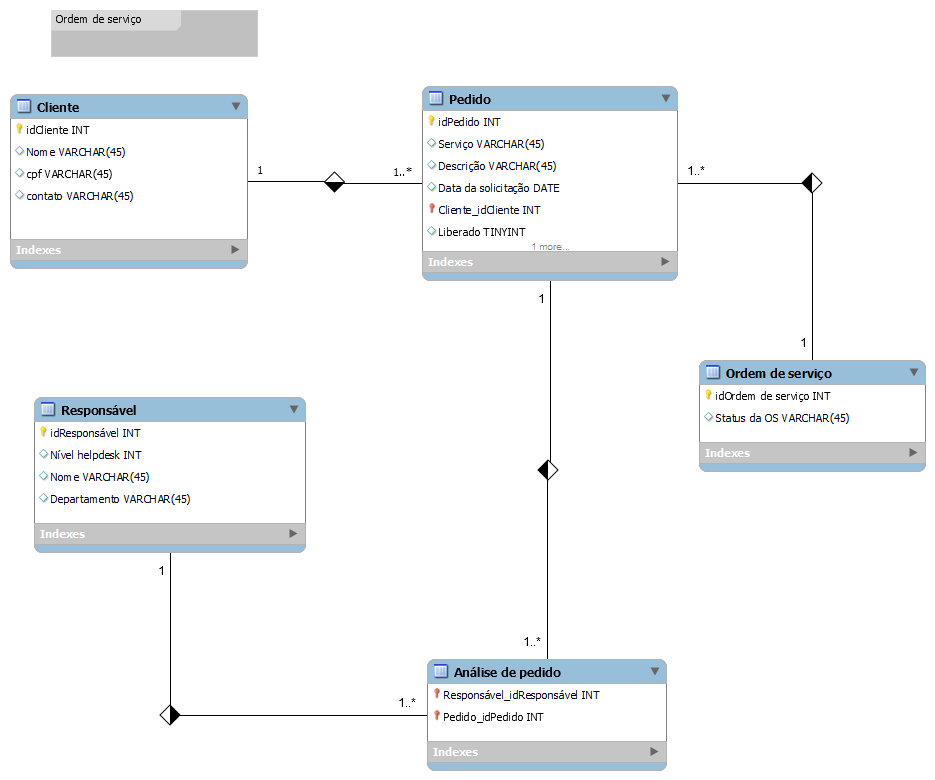 Ordem de serviço
Cliente
idCliente INT
Nome VARCHAR(45)
cpf VARCHAR(45)
contato VARCHAR(45)
Indexes
1
1..*
Pedido
idPedido INT
Serviço VARCHAR(45)
Descrição VARCHAR(45)
Data da solicitação DATE
Cliente_idCliente INT
Liberado TINYINT
1 more...
Indexes
1..*
1
1
Ordem de serviço
idOrdem de serviço INT
Status da OS VARCHAR(45)
Indexes
Responsável
idResponsável INT
Nível helpdesk INT
Nome VARCHAR(45)
Departamento VARCHAR(45)
Indexes
1
1..*
1..*
Análise de pedido
Responsável_idResponsável INT
Pedido_idPedido INT
Indexes